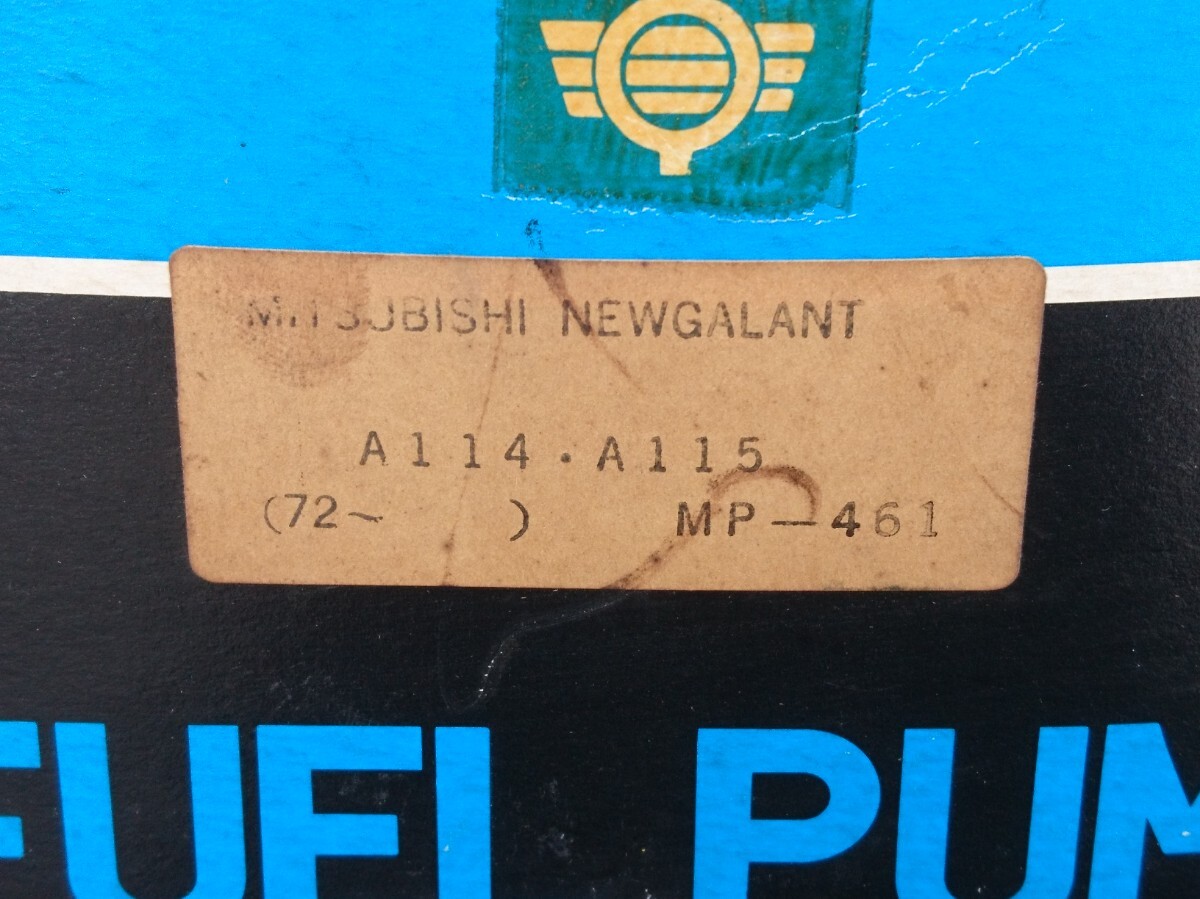 MITSUBISHI NEWGALANT
A114・A115
(72~ ) MP-461
FUEL PUM